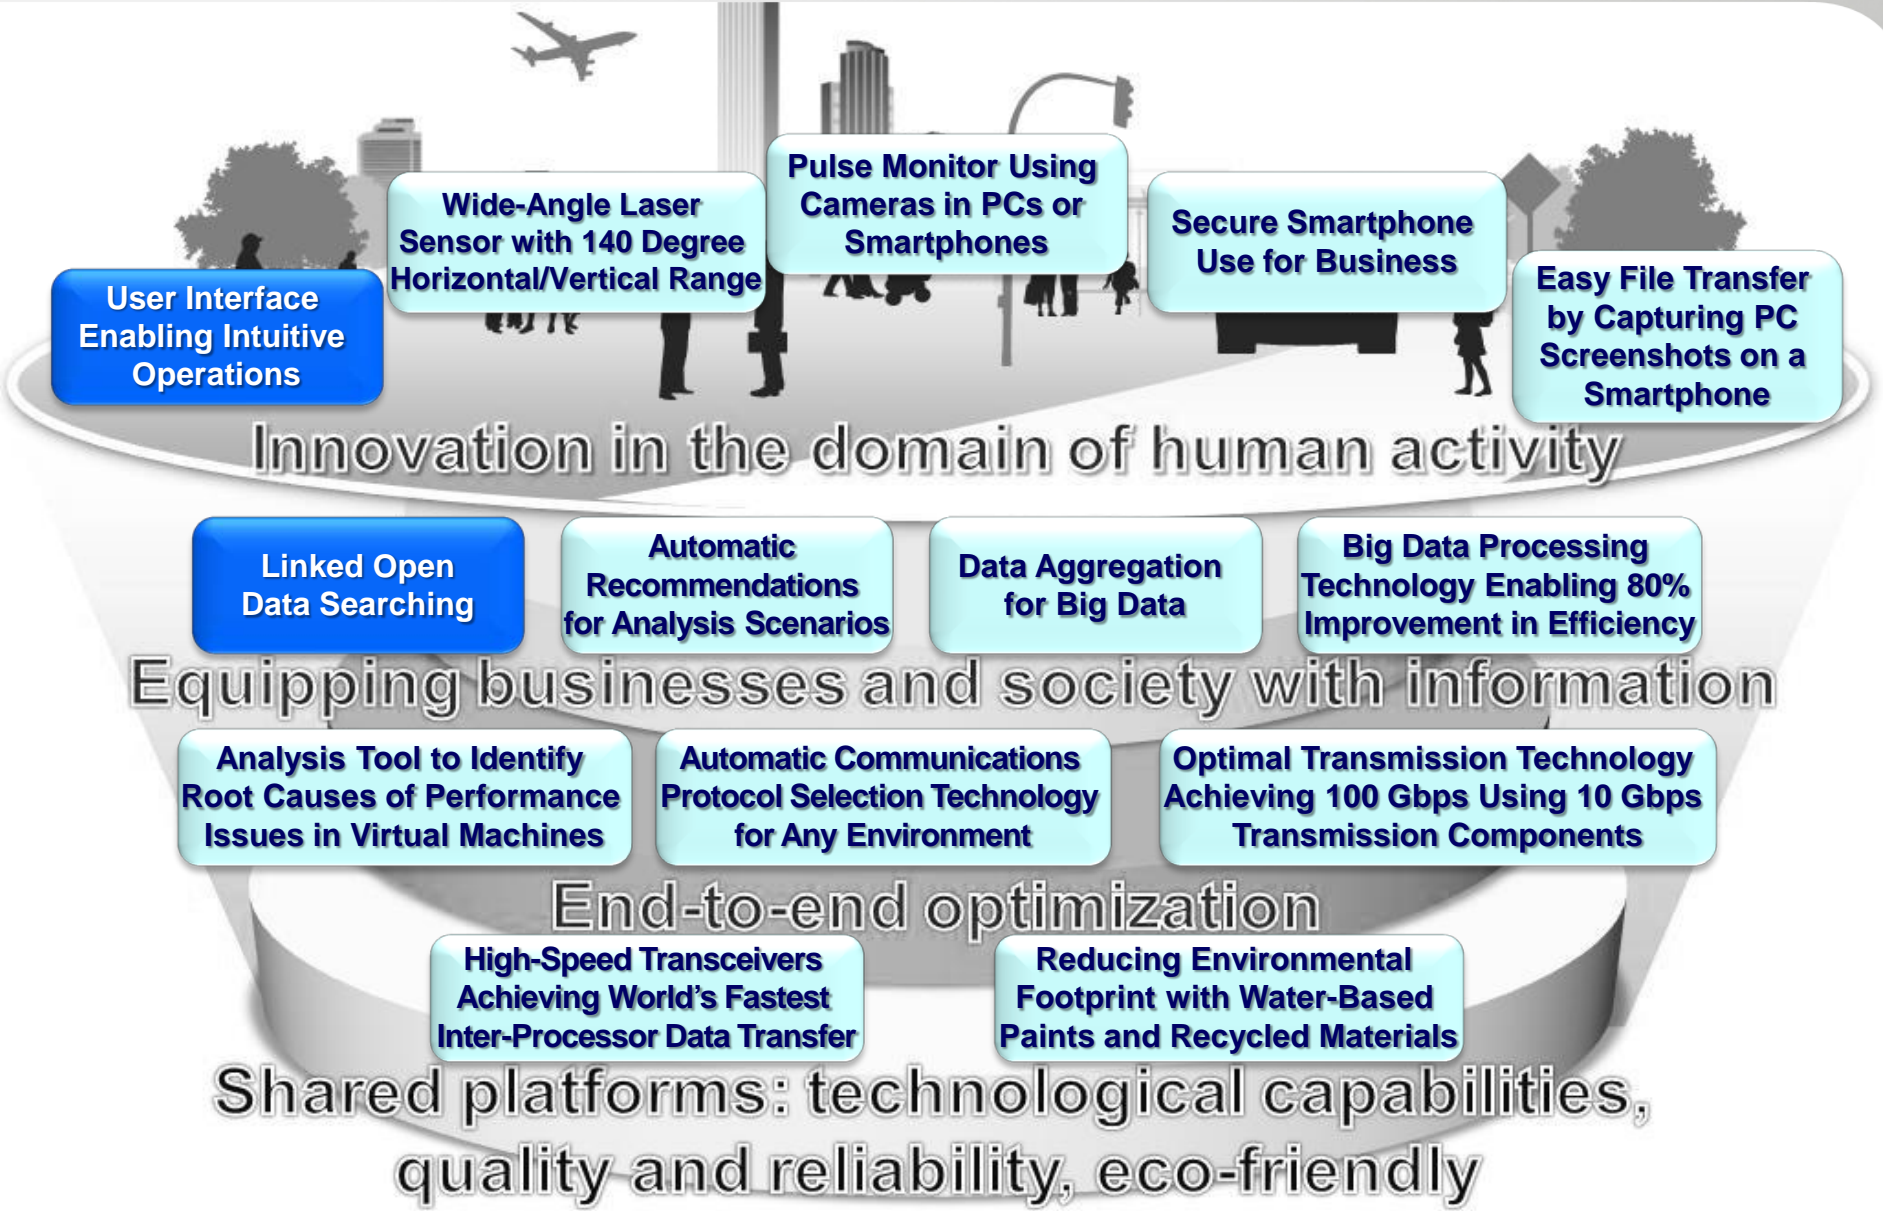 Pulse Monitor Using
Cameras in PCs or
Smartphones
Wide-Angle Laser
Sensor with 140 Degree
Horizontal/Vertical Range
Secure Smartphone
Use for Business
User Interface
Enabling Intuitive
Operations
Easy File Transfer
by Capturing PC
Screenshots on a
Smartphone
Innovation in the domain of human activity
Linked Open
Data Searching
Automatic
Recommendations
for Analysis Scenarios
Data Aggregation
for Big Data
Big Data Processing
Technology Enabling 80%
Improvement in Efficiency
Equipping businesses and society with information
Analysis Tool to Identify
Root Causes of Performance
Issues in Virtual Machines
Automatic Communications
Protocol Selection Technology
for Any Environment
Optimal Transmission Technology
Achieving 100 Gbps Using 10 Gbps
Transmission Components
End-to-end optimization
High-Speed Transceivers
Achieving World’s Fastest
Inter-Processor Data Transfer
Reducing Environmental
Footprint with Water-Based
Paints and Recycled Materials
Shared platforms: technological capabilities,
quality and reliability, eco-friendly